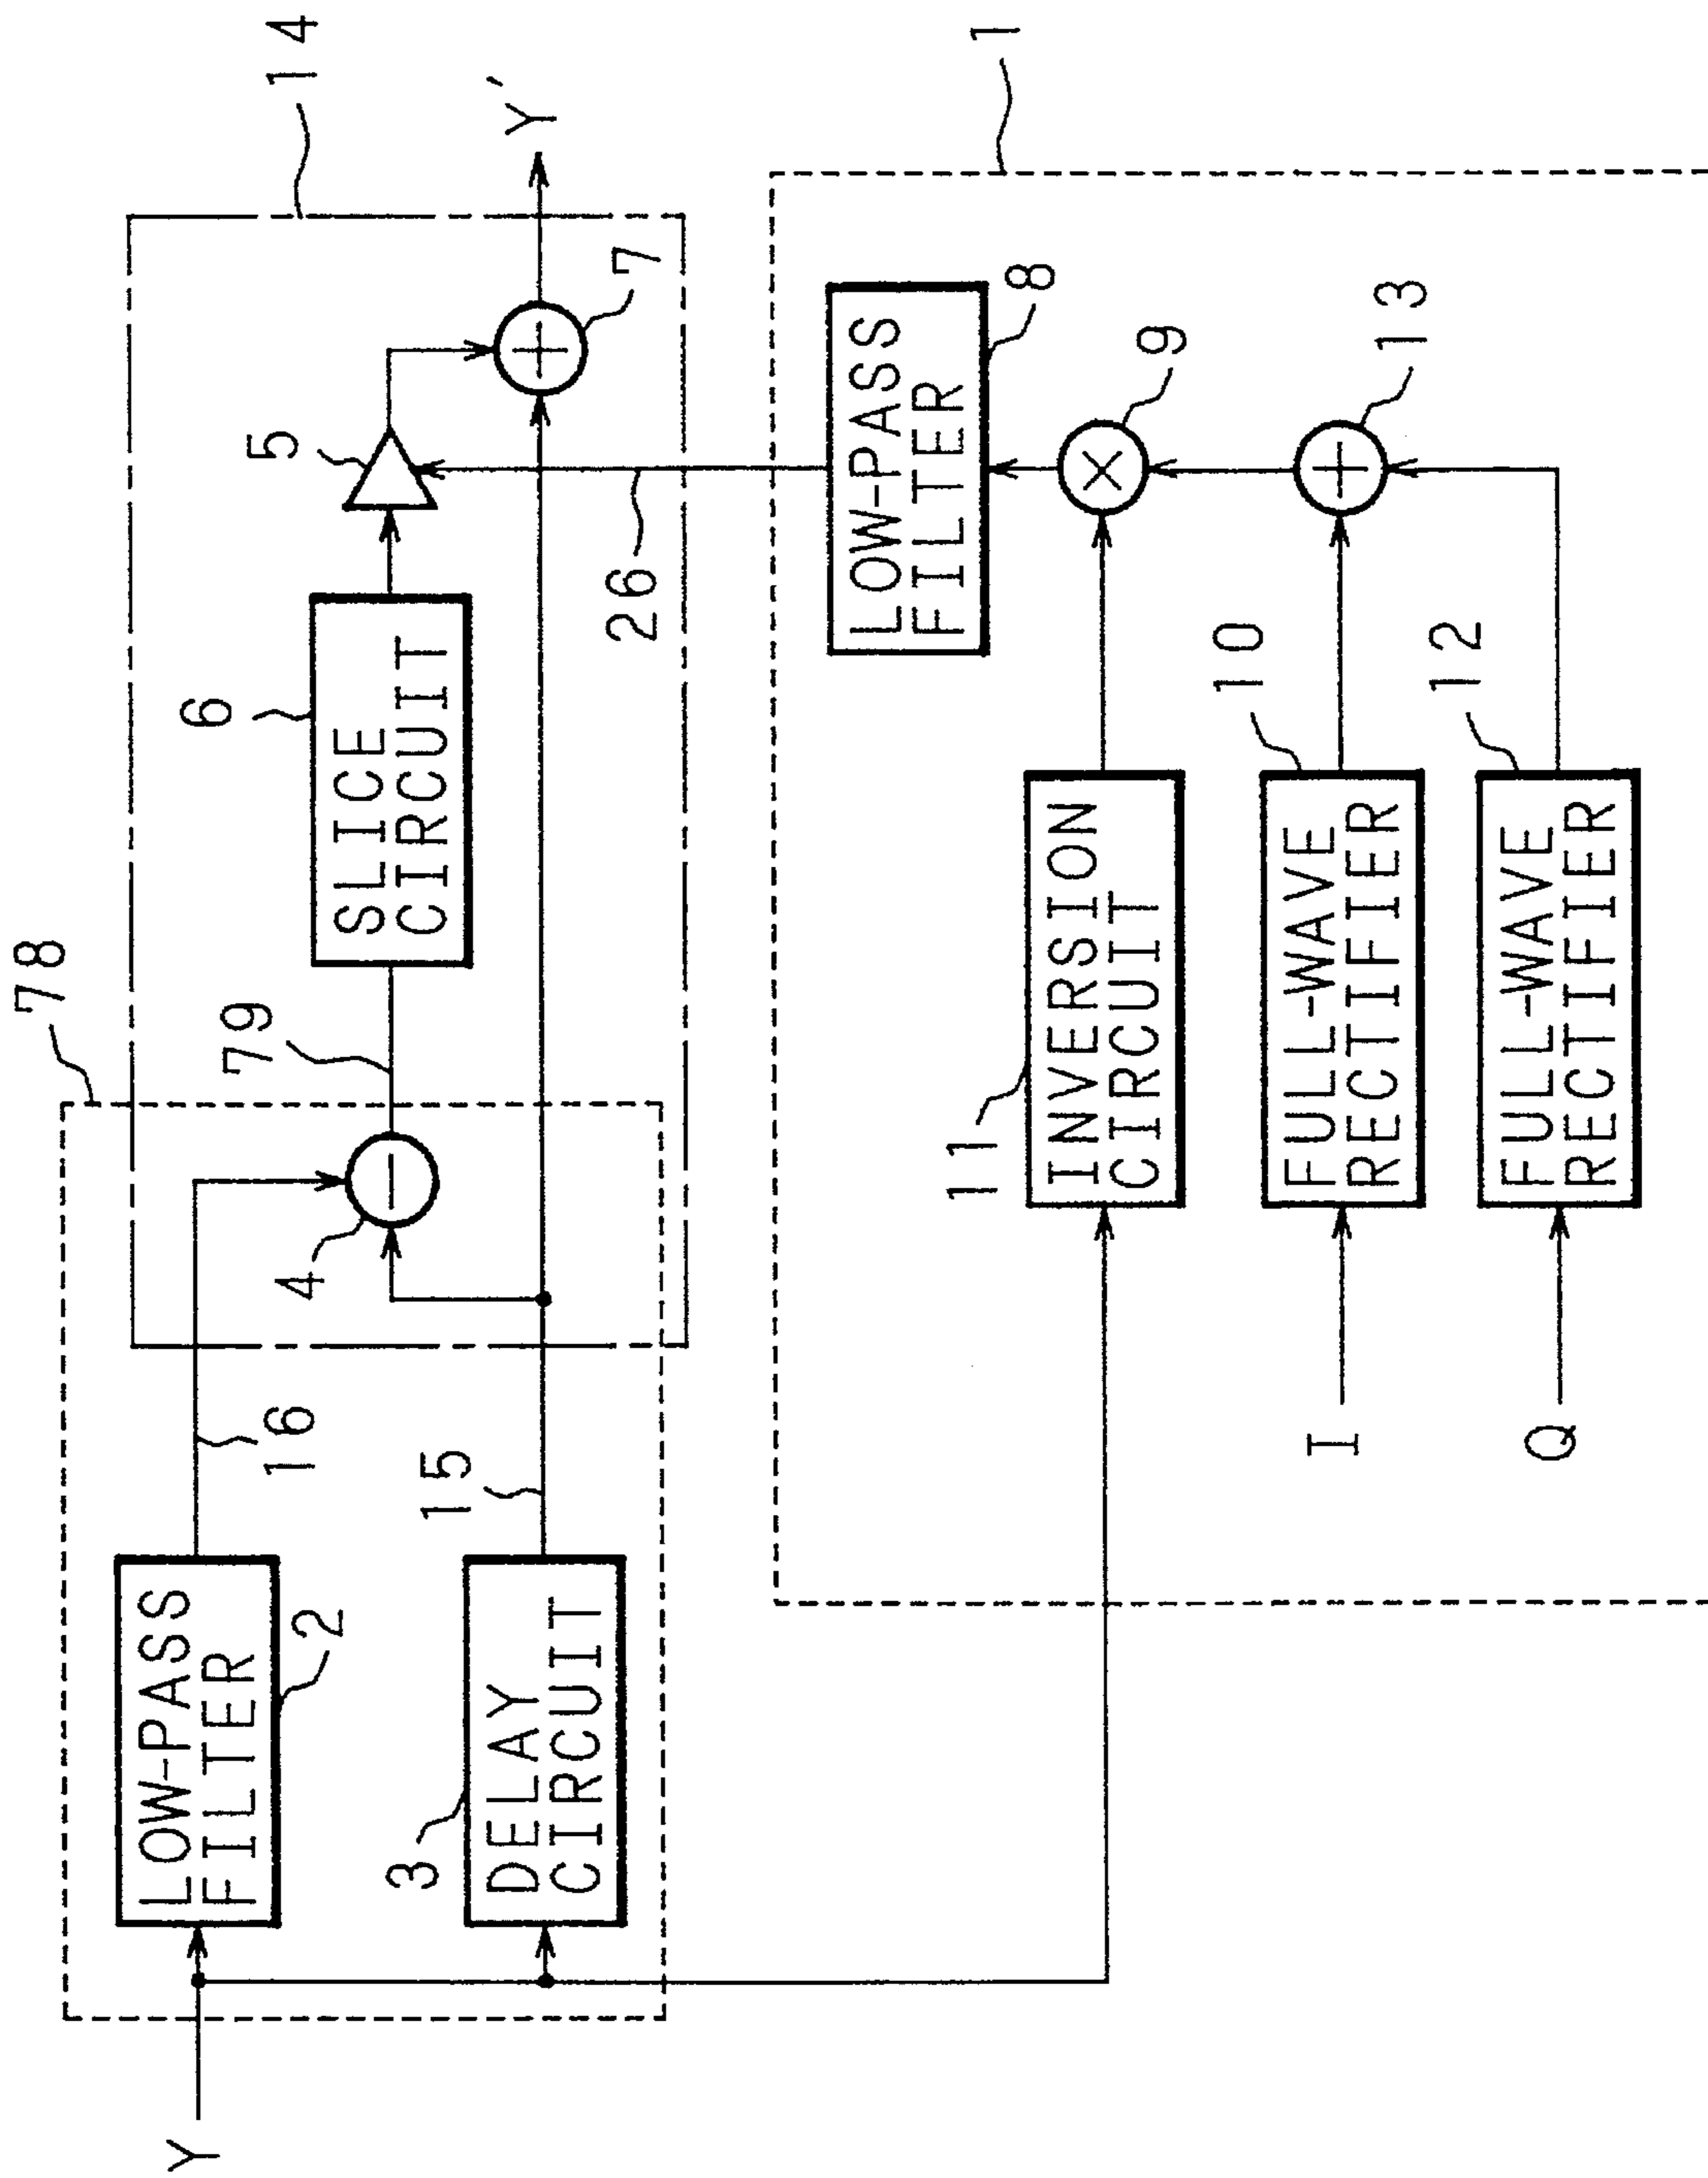 78
14
79
6
5
SLICE
CIRCUIT
LOW-PASS
FILTER
2
16
4
7
Y
Y'
3
DELAY
CIRCUIT
15
26
1
LOW-PASS
FILTER
8
11
INVERSION
CIRCUIT
9
10
I
FULL-WAVE
RECTIFIER
13
12
Q
FULL-WAVE
RECTIFIER